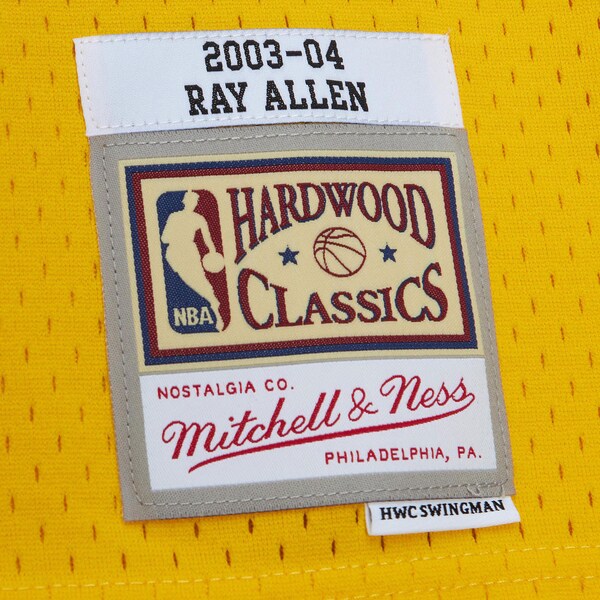 2003-04
RAY ALLEN
HARDWOOD
CLASSICS
NBA
NOSTALGIA CO.
Mitchell & Ness
PHILADELPHIA, PA.
HWC SWINGMAN